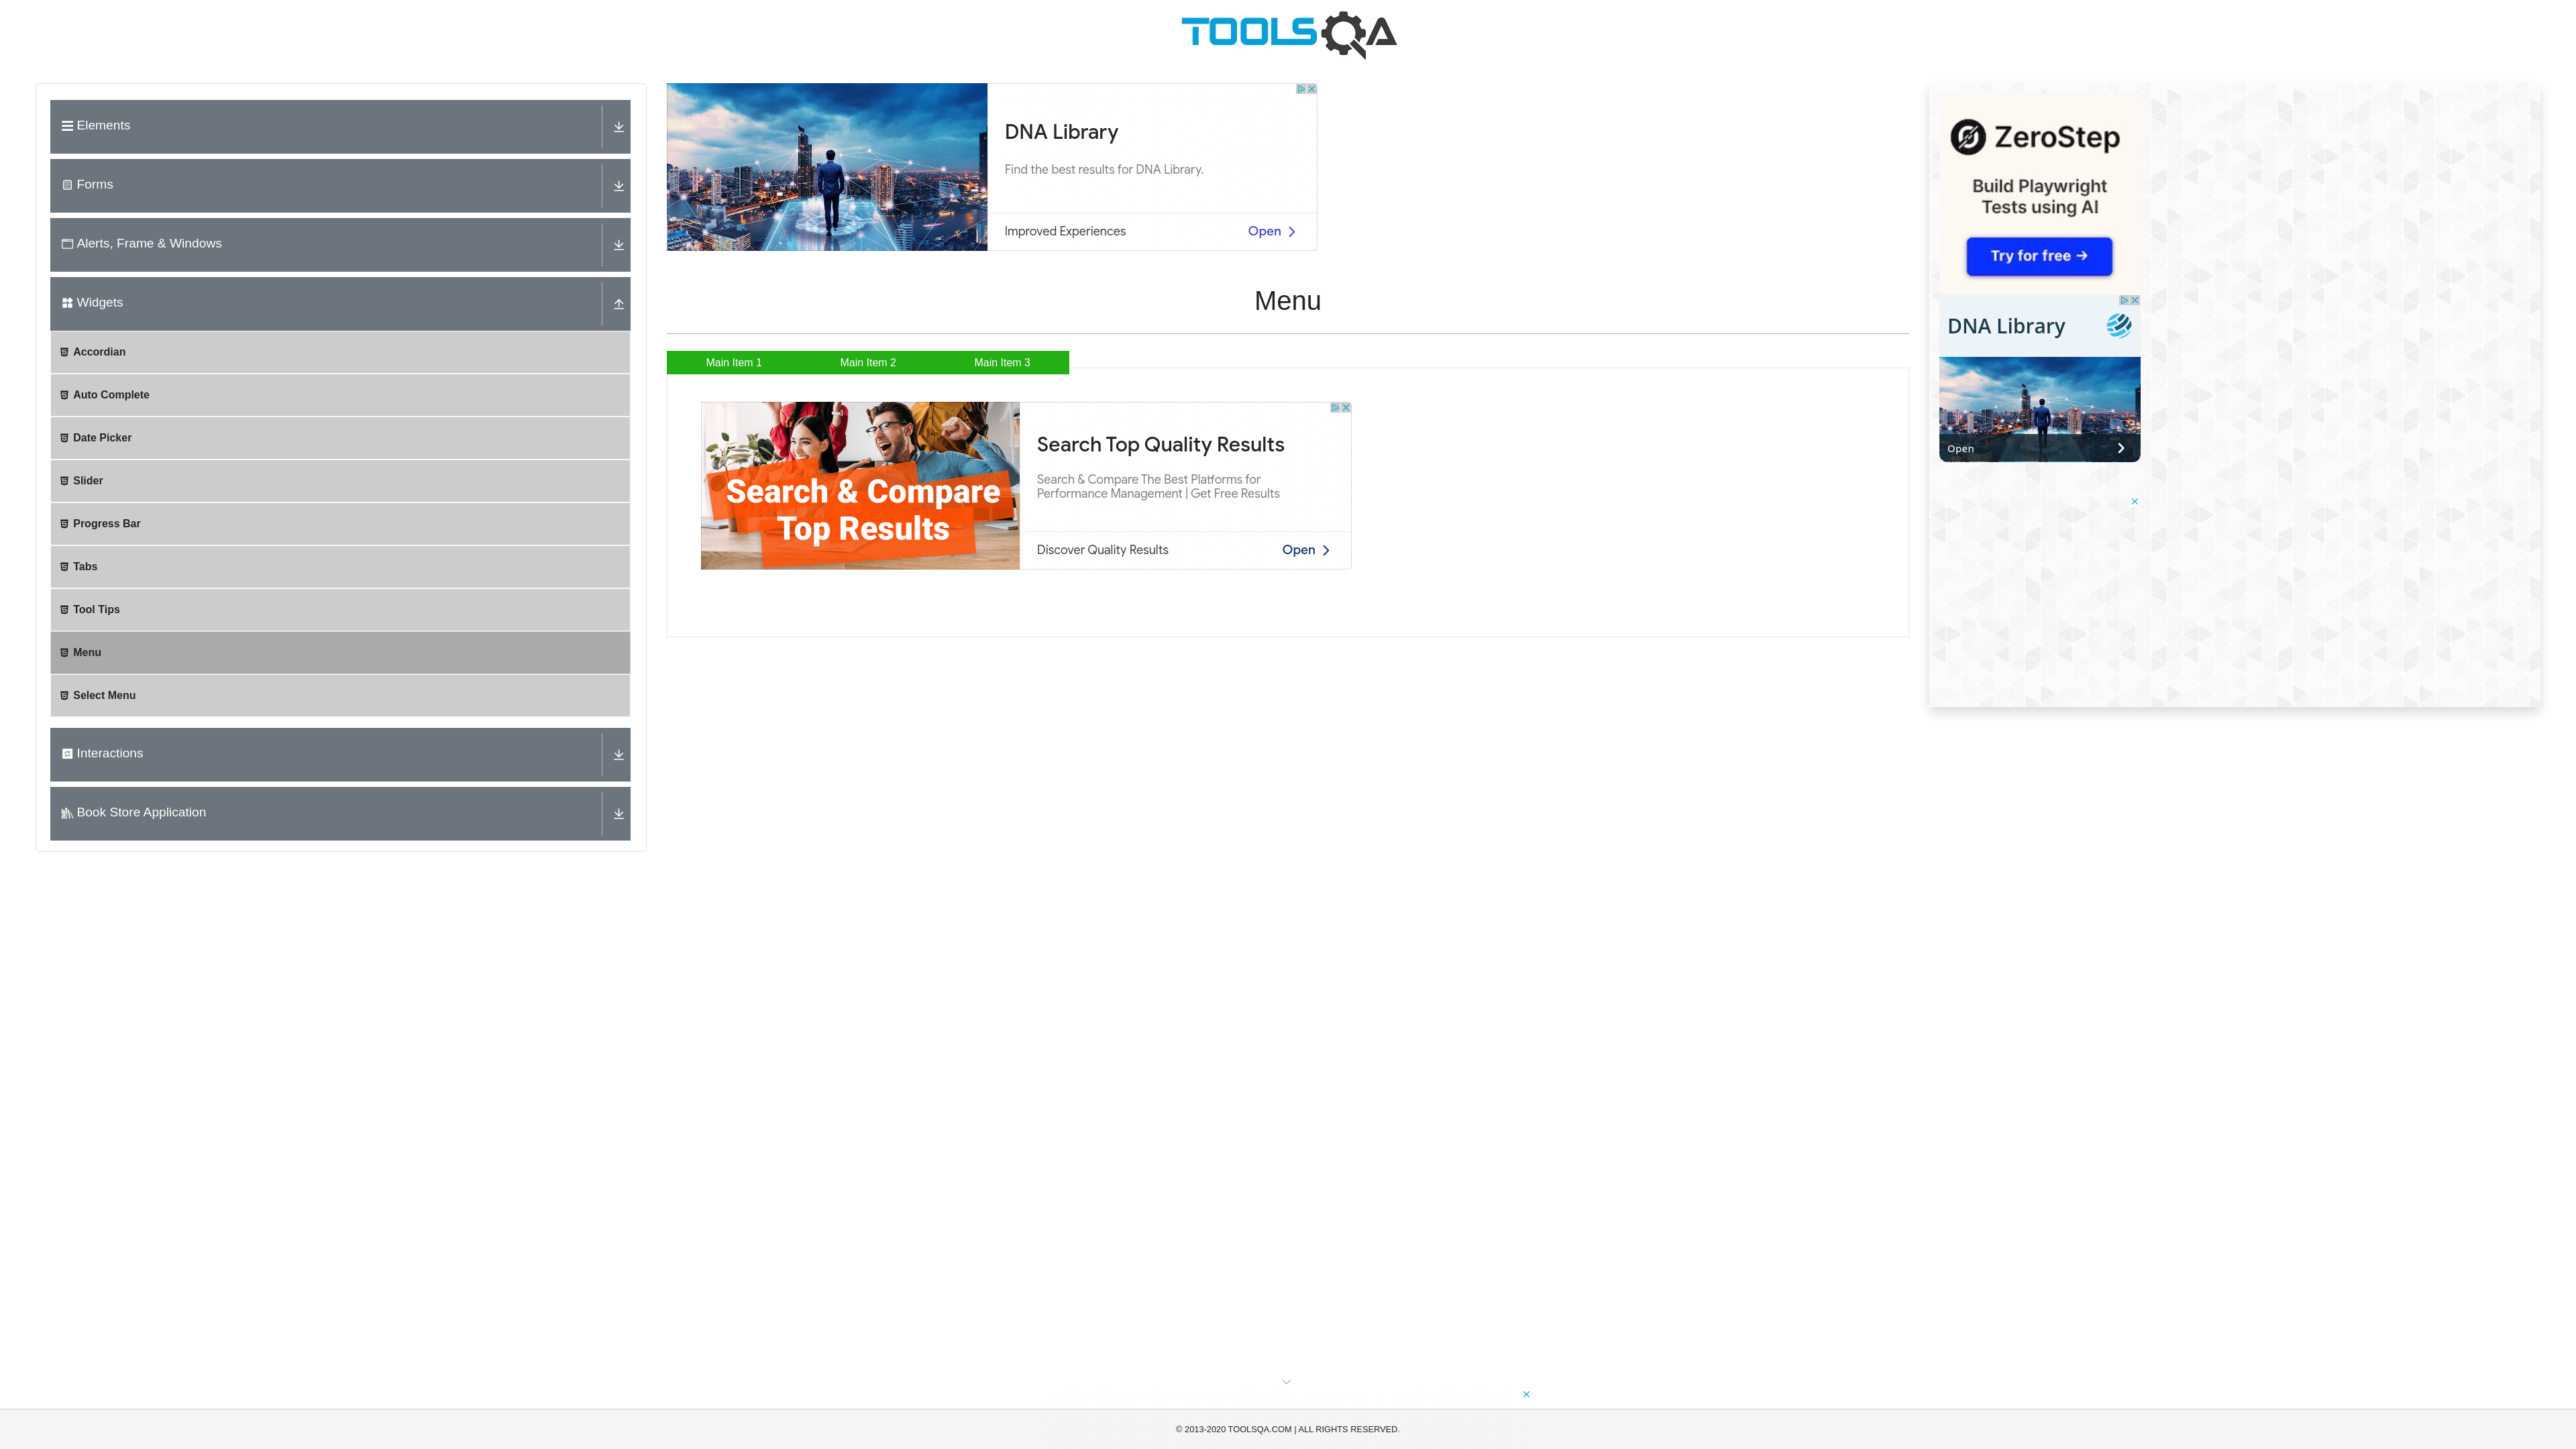 TOOLSQA
Elements
Forms
Alerts, Frame & Windows
Widgets
Accordian
Auto Complete
Date Picker
Slider
Progress Bar
Tabs
Tool Tips
Menu
Select Menu
Interactions
Book Store Application
DNA Library
Find the best results for DNA Library.
Improved Experiences
Open
Menu
Main Item 1
Main Item 2
Main Item 3
Search & Compare
Top Results
Search Top Quality Results
Search & Compare The Best Platforms for
Performance Management | Get Free Results
Discover Quality Results
Open
ZeroStep
Build Playwright
Tests using AI
Try for free →
DNA Library
Open
© 2013-2020 TOOLSQA.COM | ALL RIGHTS RESERVED.